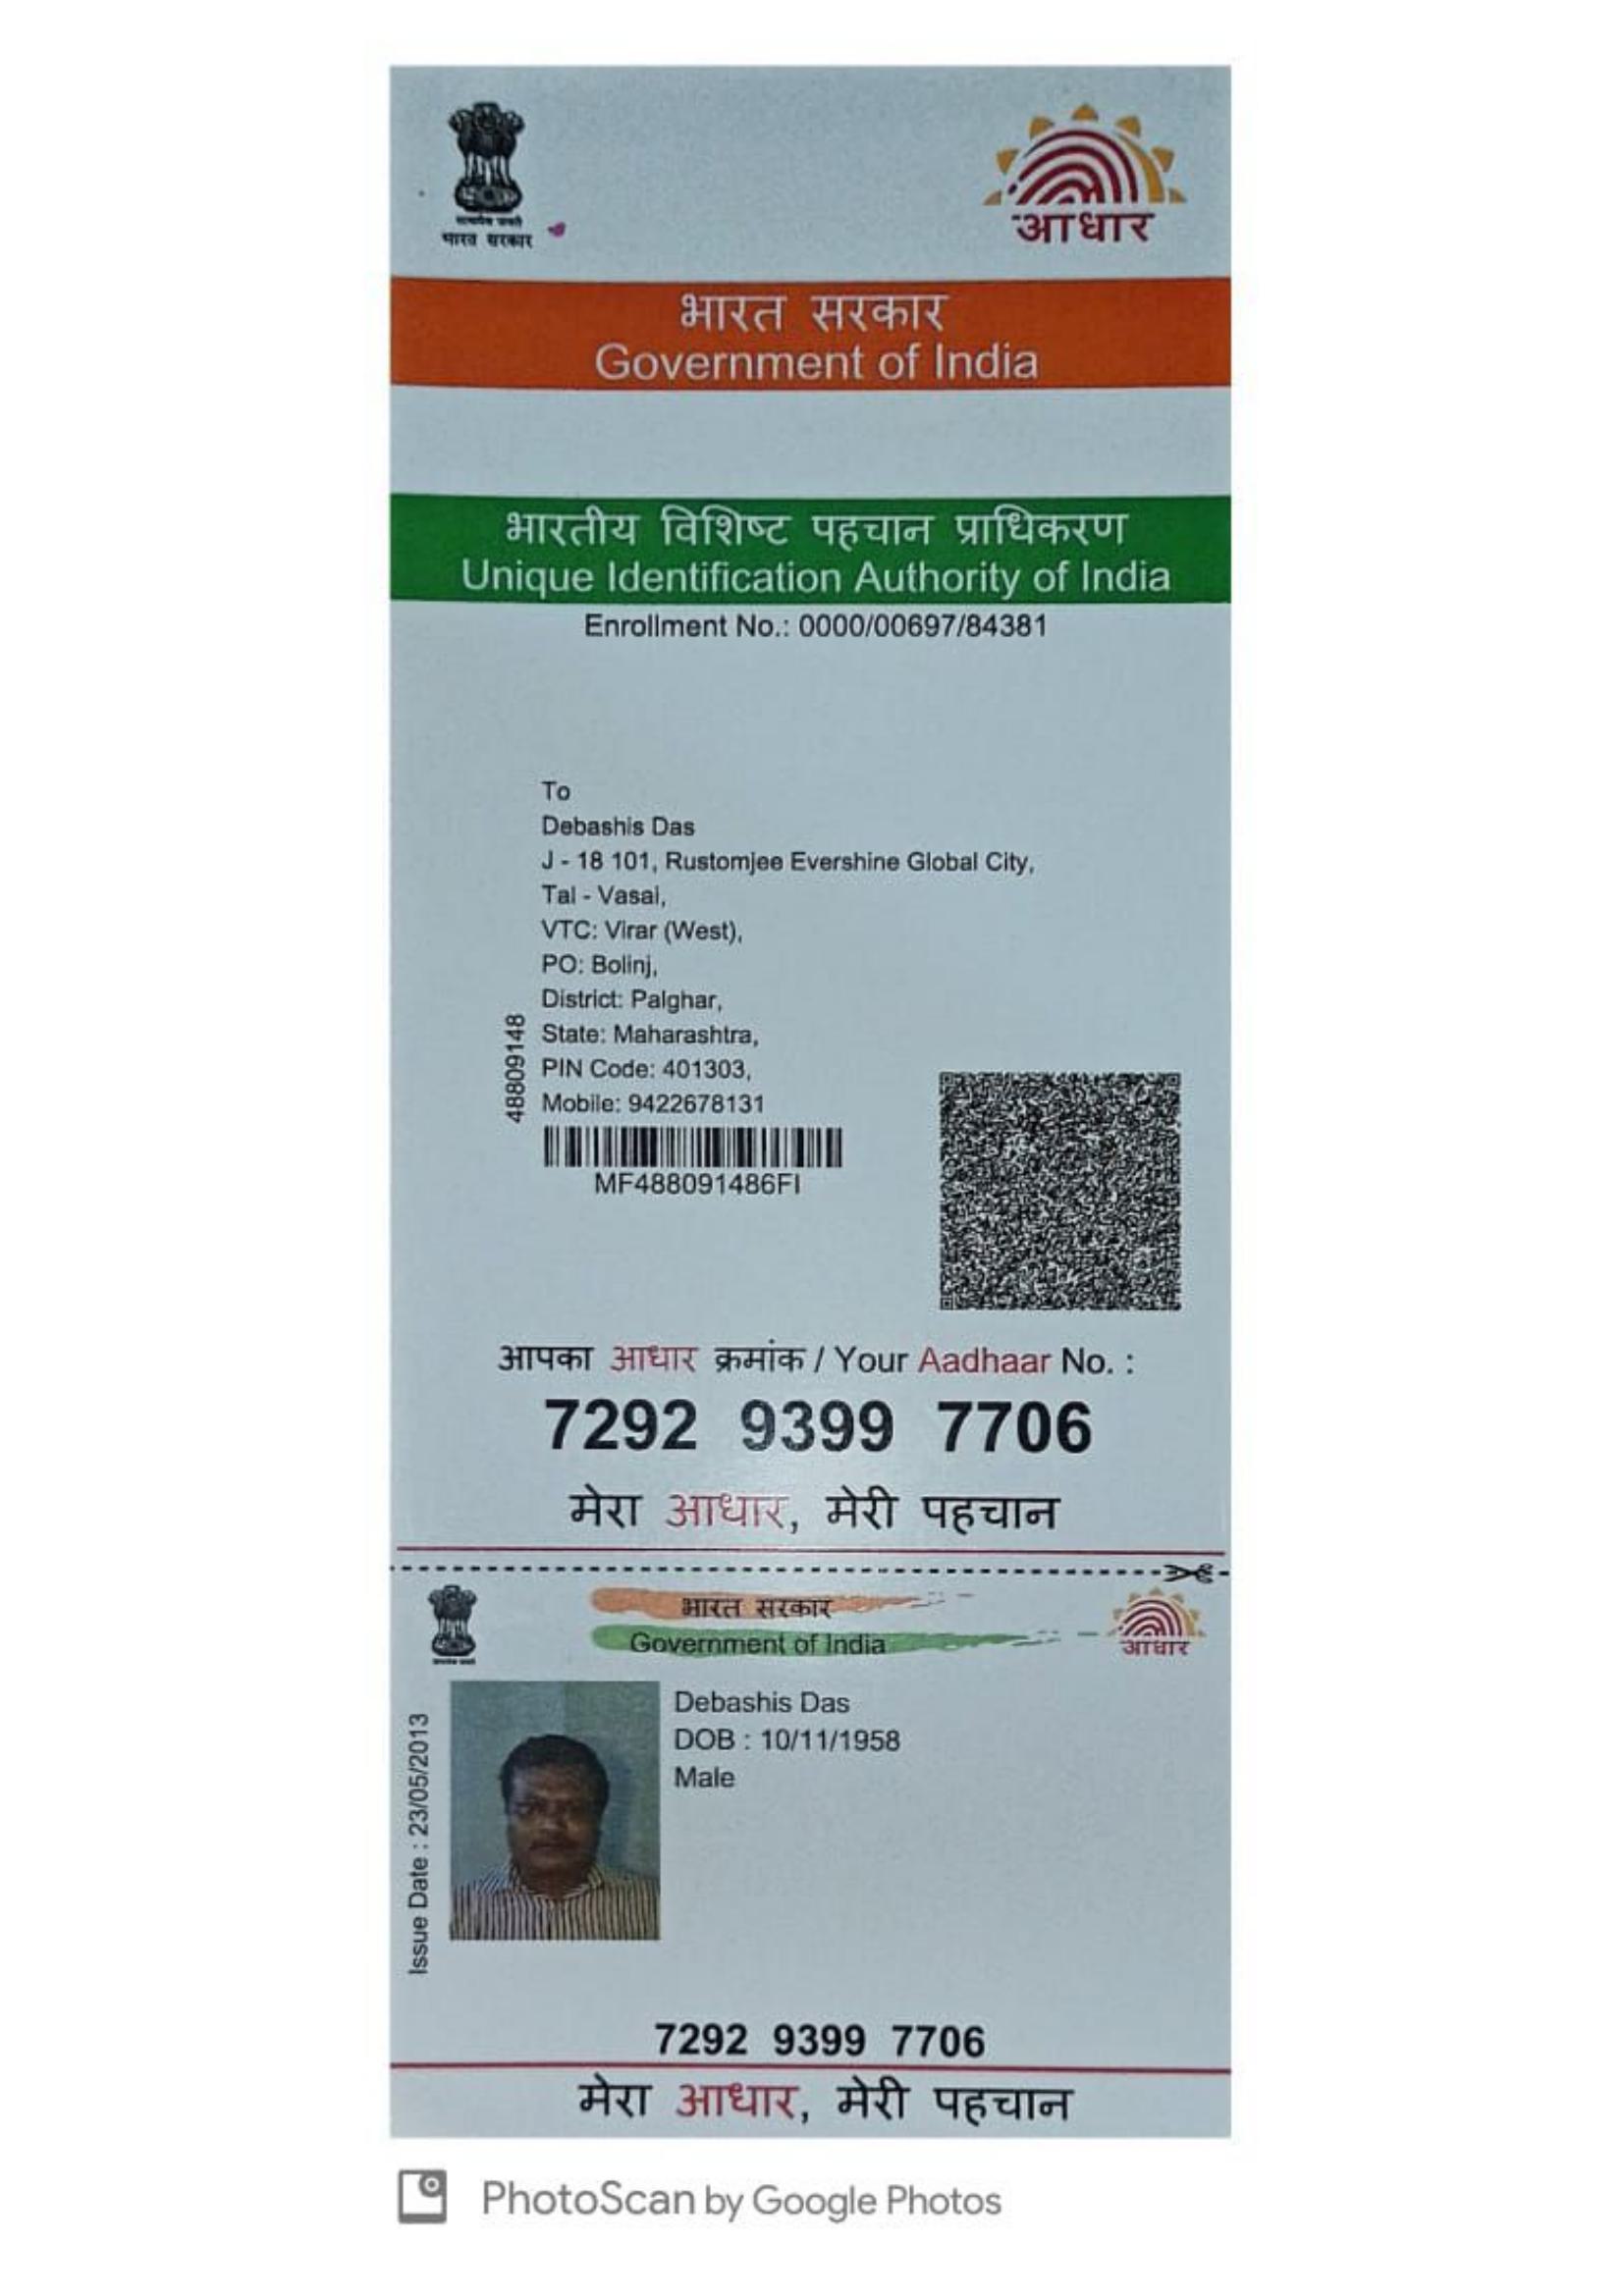 सत्यमेव जयते
भारत सरकार
आधार
भारत सरकार
Government of India
भारतीय विशिष्ट पहचान प्राधिकरण
Unique Identification Authority of India
Enrollment No.: 0000/00697/84381
To
Debashis Das
J - 18 101, Rustomjee Evershine Global City,
Tal - Vasai,
VTC: Virar (West),
PO: Bolinj,
District: Palghar,
State: Maharashtra,
PIN Code: 401303,
Mobile: 9422678131
48809148
MF488091486FI
आपका आधार क्रमांक / Your Aadhaar No. :
7292 9399 7706
मेरा आधार, मेरी पहचान
भारत सरकार
Government of India
आधार
Debashis Das
DOB : 10/11/1958
Male
Issue Date : 23/05/2013
7292 9399 7706
मेरा आधार, मेरी पहचान
PhotoScan by Google Photos